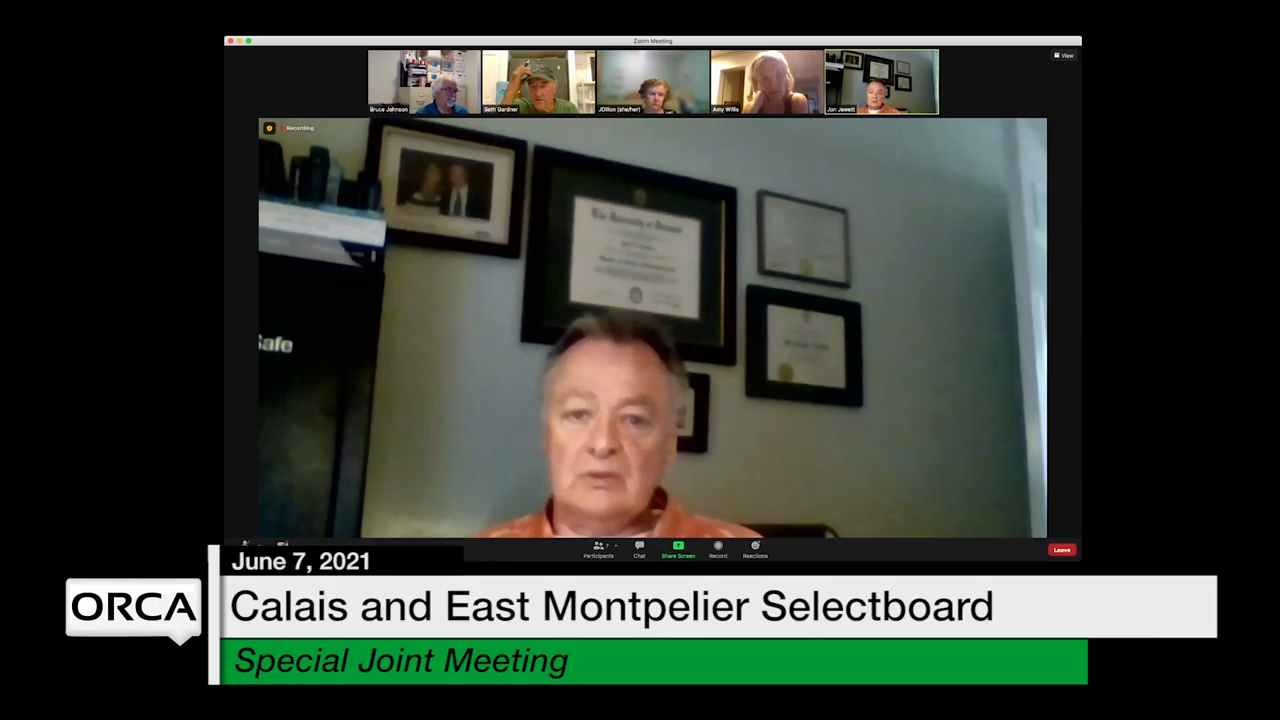 Zoom Meeting
View
Bruce Johnson
Seth Gardner
JDillon (she/her)
Amy Willis
Jon Jewett
Recording
Safe
Participants
7
Chat
Share Screen
Record
Reactions
Leave
June 7, 2021
ORCA
Calais and East Montpelier Selectboard
Special Joint Meeting